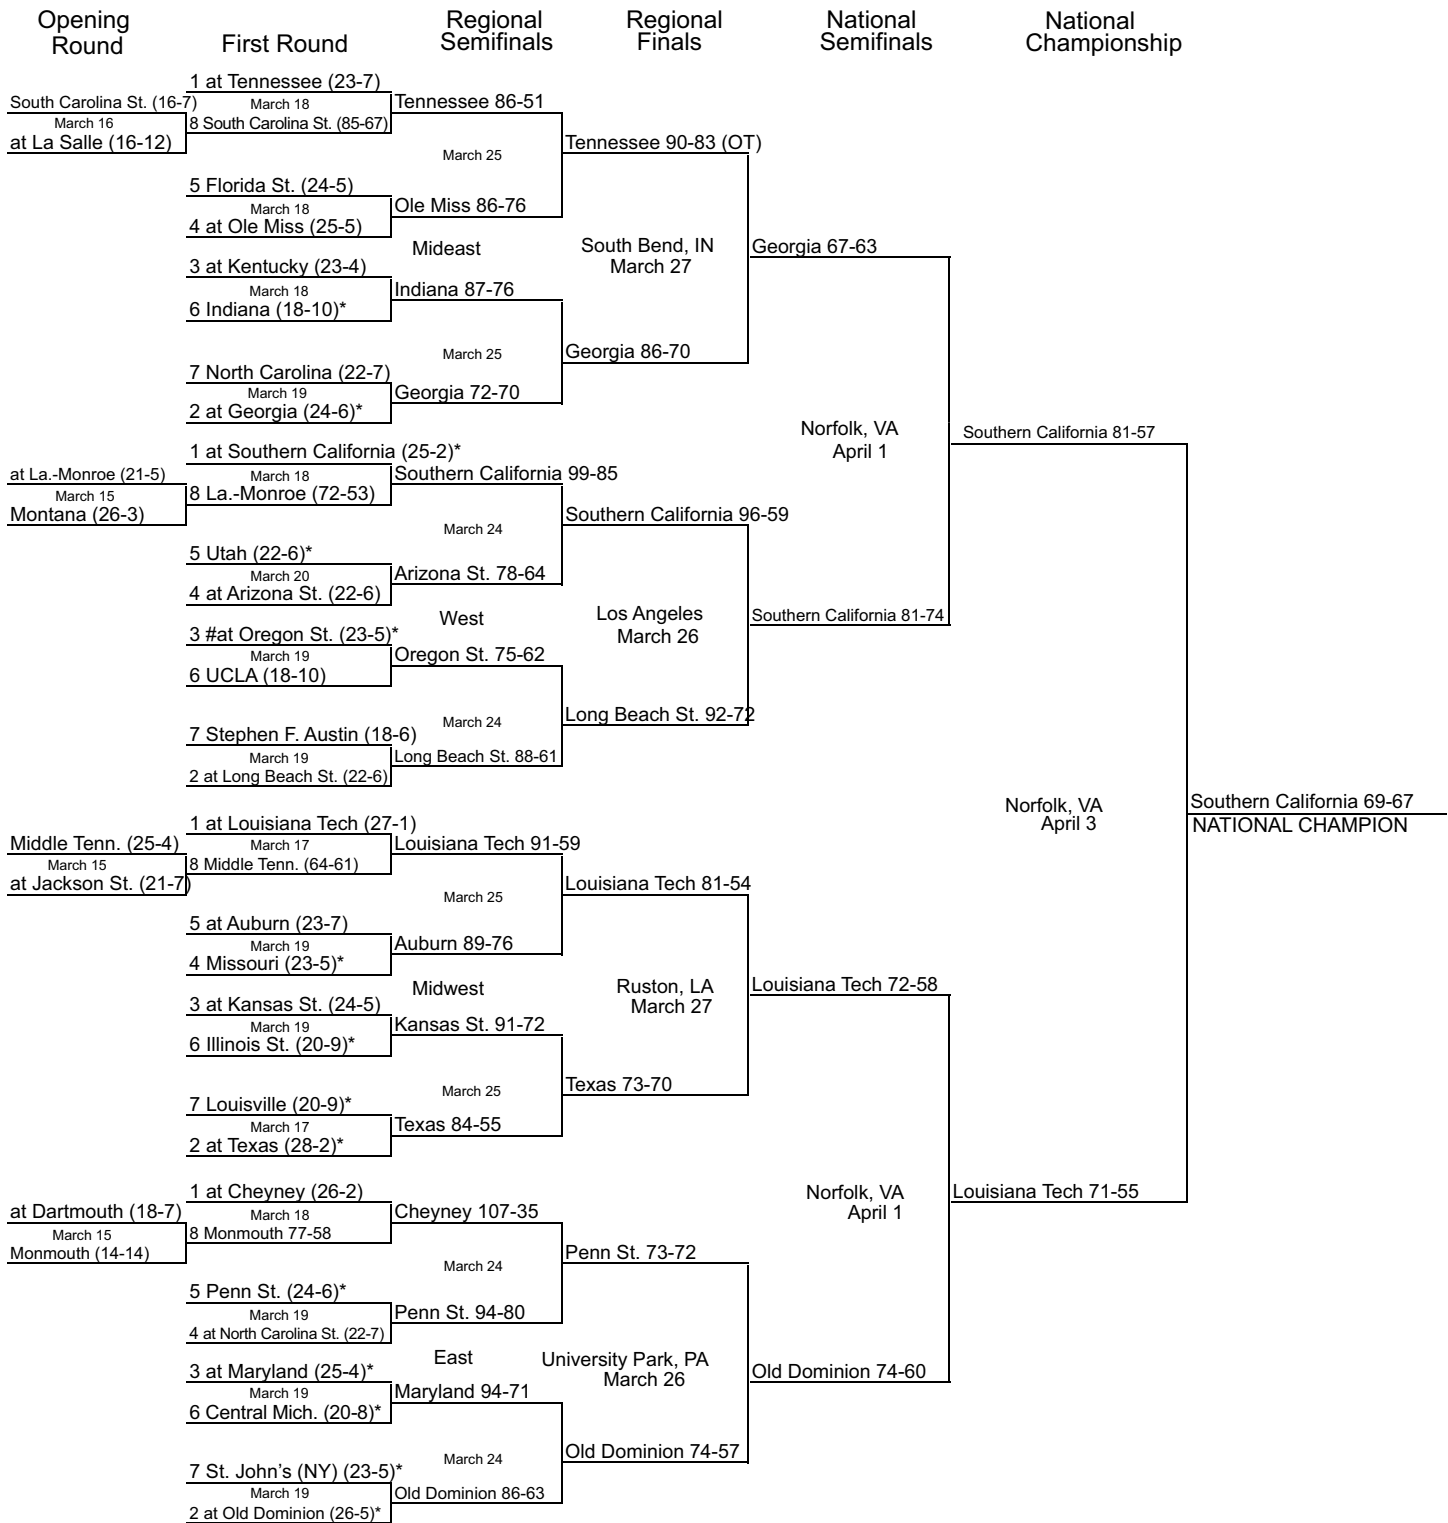 Opening
Round
First Round
Regional
Semifinals
Regional
Finals
National
Semifinals
National
Championship
1 at Tennessee (23-7)
South Carolina St. (16-7)
March 18
Tennessee 86-51
March 16
8 South Carolina St. (85-67)
at La Salle (16-12)
Tennessee 90-83 (OT)
March 25
5 Florida St. (24-5)
March 18
Ole Miss 86-76
4 at Ole Miss (25-5)
Mideast
South Bend, IN
March 27
Georgia 67-63
3 at Kentucky (23-4)
March 18
Indiana 87-76
6 Indiana (18-10)*
March 25
Georgia 86-70
7 North Carolina (22-7)
March 19
Georgia 72-70
2 at Georgia (24-6)*
Norfolk, VA
April 1
Southern California 81-57
1 at Southern California (25-2)*
at La.-Monroe (21-5)
March 18
Southern California 99-85
March 15
8 La.-Monroe (72-53)
Montana (26-3)
Southern California 96-59
March 24
5 Utah (22-6)*
March 20
Arizona St. 78-64
4 at Arizona St. (22-6)
West
Los Angeles
March 26
Southern California 81-74
3 #at Oregon St. (23-5)*
March 19
Oregon St. 75-62
6 UCLA (18-10)
March 24
Long Beach St. 92-72
7 Stephen F. Austin (18-6)
March 19
Long Beach St. 88-61
2 at Long Beach St. (22-6)
Norfolk, VA
April 3
Southern California 69-67
NATIONAL CHAMPION
1 at Louisiana Tech (27-1)
Middle Tenn. (25-4)
March 17
Louisiana Tech 91-59
March 15
8 Middle Tenn. (64-61)
at Jackson St. (21-7)
Louisiana Tech 81-54
March 25
5 at Auburn (23-7)
March 19
Auburn 89-76
4 Missouri (23-5)*
Midwest
Ruston, LA
March 27
Louisiana Tech 72-58
3 at Kansas St. (24-5)
March 19
Kansas St. 91-72
6 Illinois St. (20-9)*
March 25
Texas 73-70
7 Louisville (20-9)*
March 17
Texas 84-55
2 at Texas (28-2)*
Norfolk, VA
April 1
Louisiana Tech 71-55
1 at Cheyney (26-2)
at Dartmouth (18-7)
March 18
Cheyney 107-35
March 15
8 Monmouth 77-58
Monmouth (14-14)
Penn St. 73-72
March 24
5 Penn St. (24-6)*
March 19
Penn St. 94-80
4 at North Carolina St. (22-7)
East
University Park, PA
March 26
Old Dominion 74-60
3 at Maryland (25-4)*
March 19
Maryland 94-71
6 Central Mich. (20-8)*
March 24
Old Dominion 74-57
7 St. John’s (NY) (23-5)*
March 19
Old Dominion 86-63
2 at Old Dominion (26-5)*